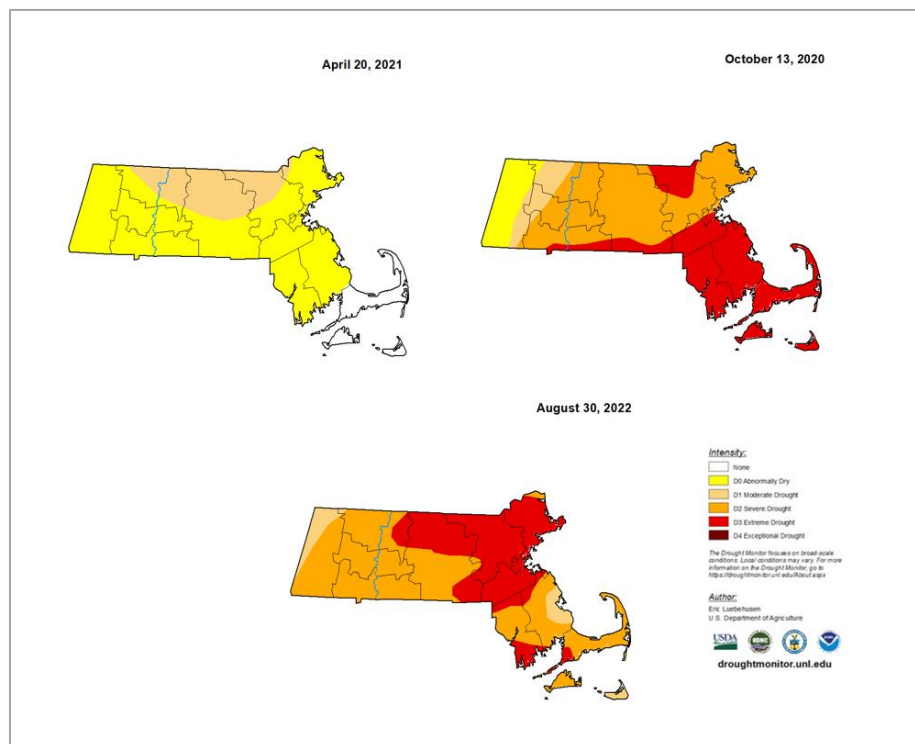 April 20, 2021
October 13, 2020
August 30, 2022
Intensity:
None
D0 Abnormally Dry
D1 Moderate Drought
D2 Severe Drought
D3 Extreme Drought
D4 Exceptional Drought
The Drought Monitor focuses on broad-scale
conditions. Local conditions may vary. For more
information on the Drought Monitor, go to
https://droughtmonitor.unl.edu/About.aspx
Author:
Eric Luebehusen
U.S. Department of Agriculture
USDA
NDMC
droughtmonitor.unl.edu